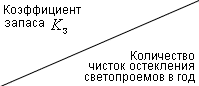 Коэффициент
запаса Kз
Количество
чисток остекления
светопроемов в год